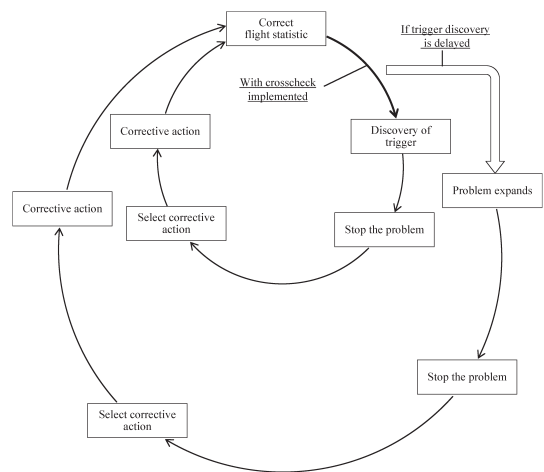 Correct
flight statistic
If trigger discovery
is delayed
With crosscheck
implemented
Corrective action
Discovery of
trigger
Corrective action
Problem expands
Select corrective
action
Stop the problem
Stop the problem
Select corrective
action